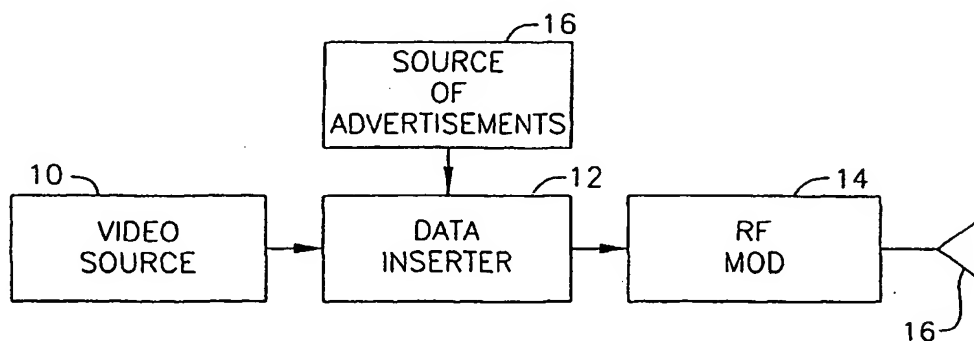 16
SOURCE
OF
ADVERTISEMENTS
10
VIDEO
SOURCE
12
DATA
INSERTER
14
RF
MOD
16